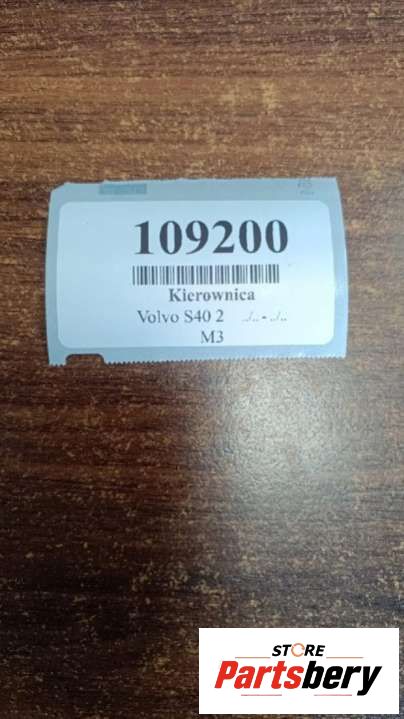 109200
Kierownica
Volvo S40 2 ../.. - ../..
M3
STORE
Partsbery